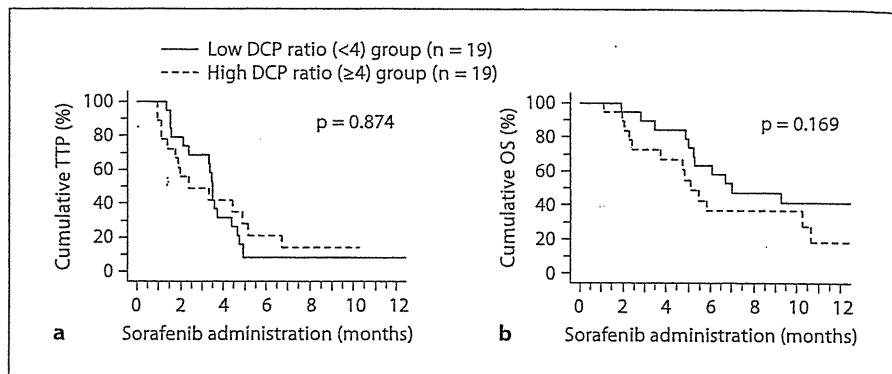 Low DCP ratio (<4) group (n = 19)
High DCP ratio (≥4) group (n = 19)
Cumulative TTP (%)
100
80
60
40
20
0
p = 0.874
0 2 4 6 8 10 12
a Sorafenib administration (months)
Cumulative OS (%)
100
80
60
40
20
0
p = 0.169
0 2 4 6 8 10 12
b Sorafenib administration (months)